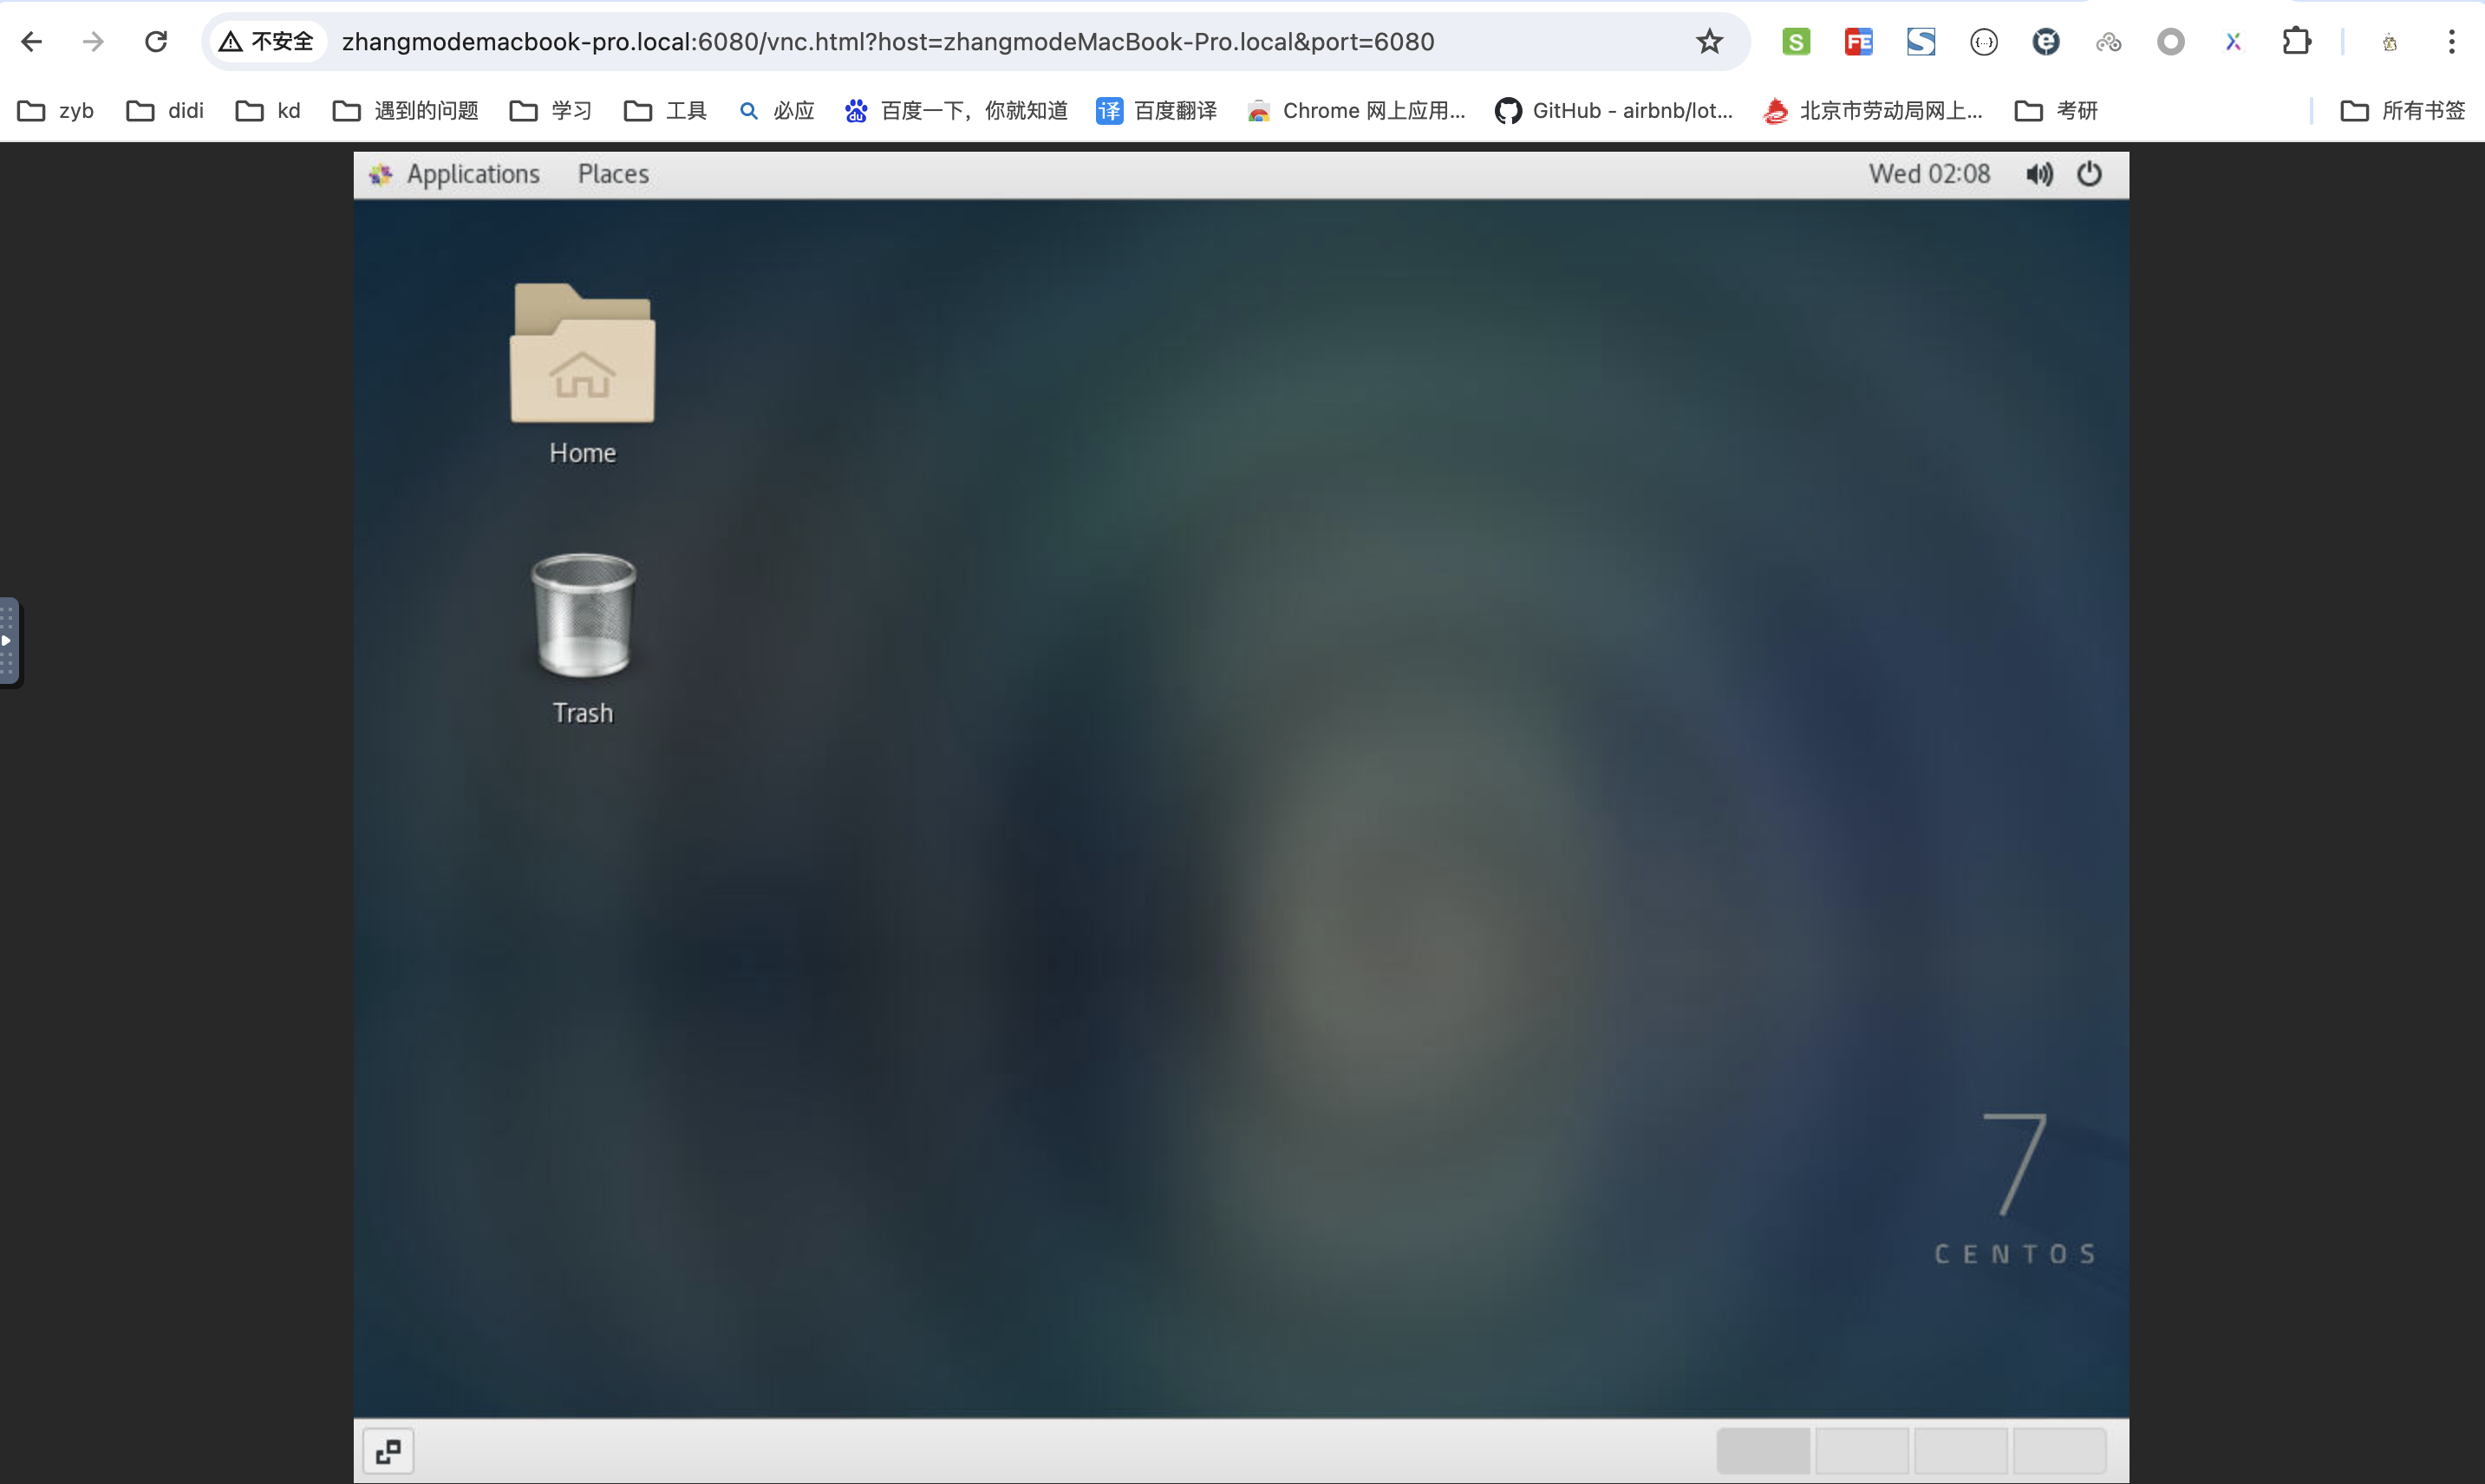 不安全 zhangmodemacbook-pro.local:6080/vnc.html?host=zhangmodeMacBook-Pro.local&port=6080
zyb didi kd 遇到的问题 学习 工具 必应 百度一下，你就知道 百度翻译 Chrome 网上应用... GitHub - airbnb/lot... 北京市劳动局网上... 考研 所有书签
Applications Places Wed 02:08
Home
Trash
7
CENTOS